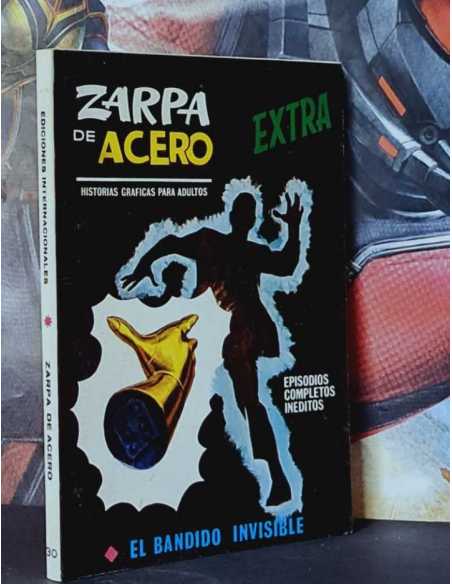 ZARPA
DE ACERO
EXTRA
HISTORIAS GRAFICAS PARA ADULTOS
EPISODIOS
COMPLETOS
INEDITOS
EL BANDIDO INVISIBLE
EDICIONES INTERNACIONALES
ZARPA DE ACERO
30